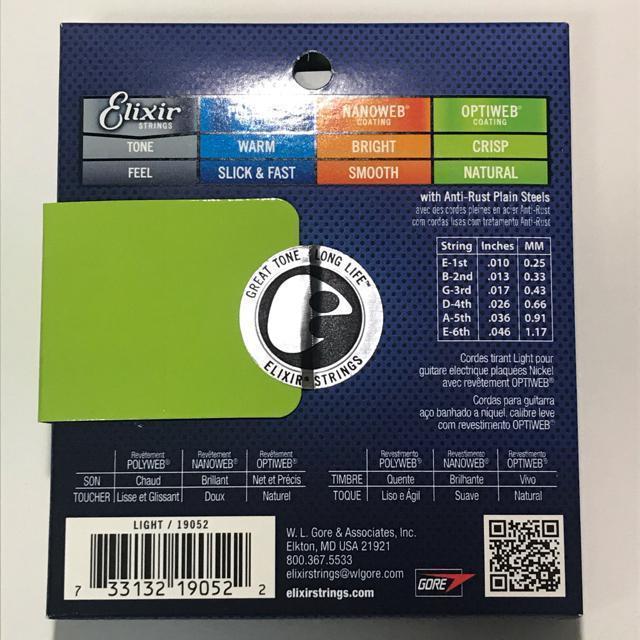 Elixir
STRINGS
NANOWEB® COATING
OPTIWEB® COATING
TONE WARM BRIGHT CRISP
FEEL SLICK & FAST SMOOTH NATURAL
with Anti-Rust Plain Steels
avec des cordes pleines en acier Anti-Rust
com cordas lisas com tratamento Anti-Rust
String Inches MM
E-1st .010 0.25
B-2nd .013 0.33
G-3rd .017 0.43
D-4th .026 0.66
A-5th .036 0.91
E-6th .046 1.17
GREAT TONE LONG LIFE™
ELIXIR® STRINGS
Cordes tirant Light pour
guitare electrique plaquées Nickel
avec revêtement OPTIWEB®
Cordas para guitarra
aço banhado a níquel, calibre leve
com revestimento OPTIWEB®
Revêtement POLYWEB® Revêtement NANOWEB® Revêtement OPTIWEB®
SON Chaud Brillant Net et Précis
TOUCHER Lisse et Glissant Doux Naturel
Revestimento POLYWEB® Revestimento NANOWEB® Revestimento OPTIWEB®
TIMBRE Quente Brilhante Vivo
TOQUE Liso e Ágil Suave Natural
LIGHT / 19052
7 33132 19052 2
W. L. Gore & Associates, Inc.
Elkton, MD USA 21921
800.367.5533
elixirstrings@wlgore.com
elixirstrings.com
GORE